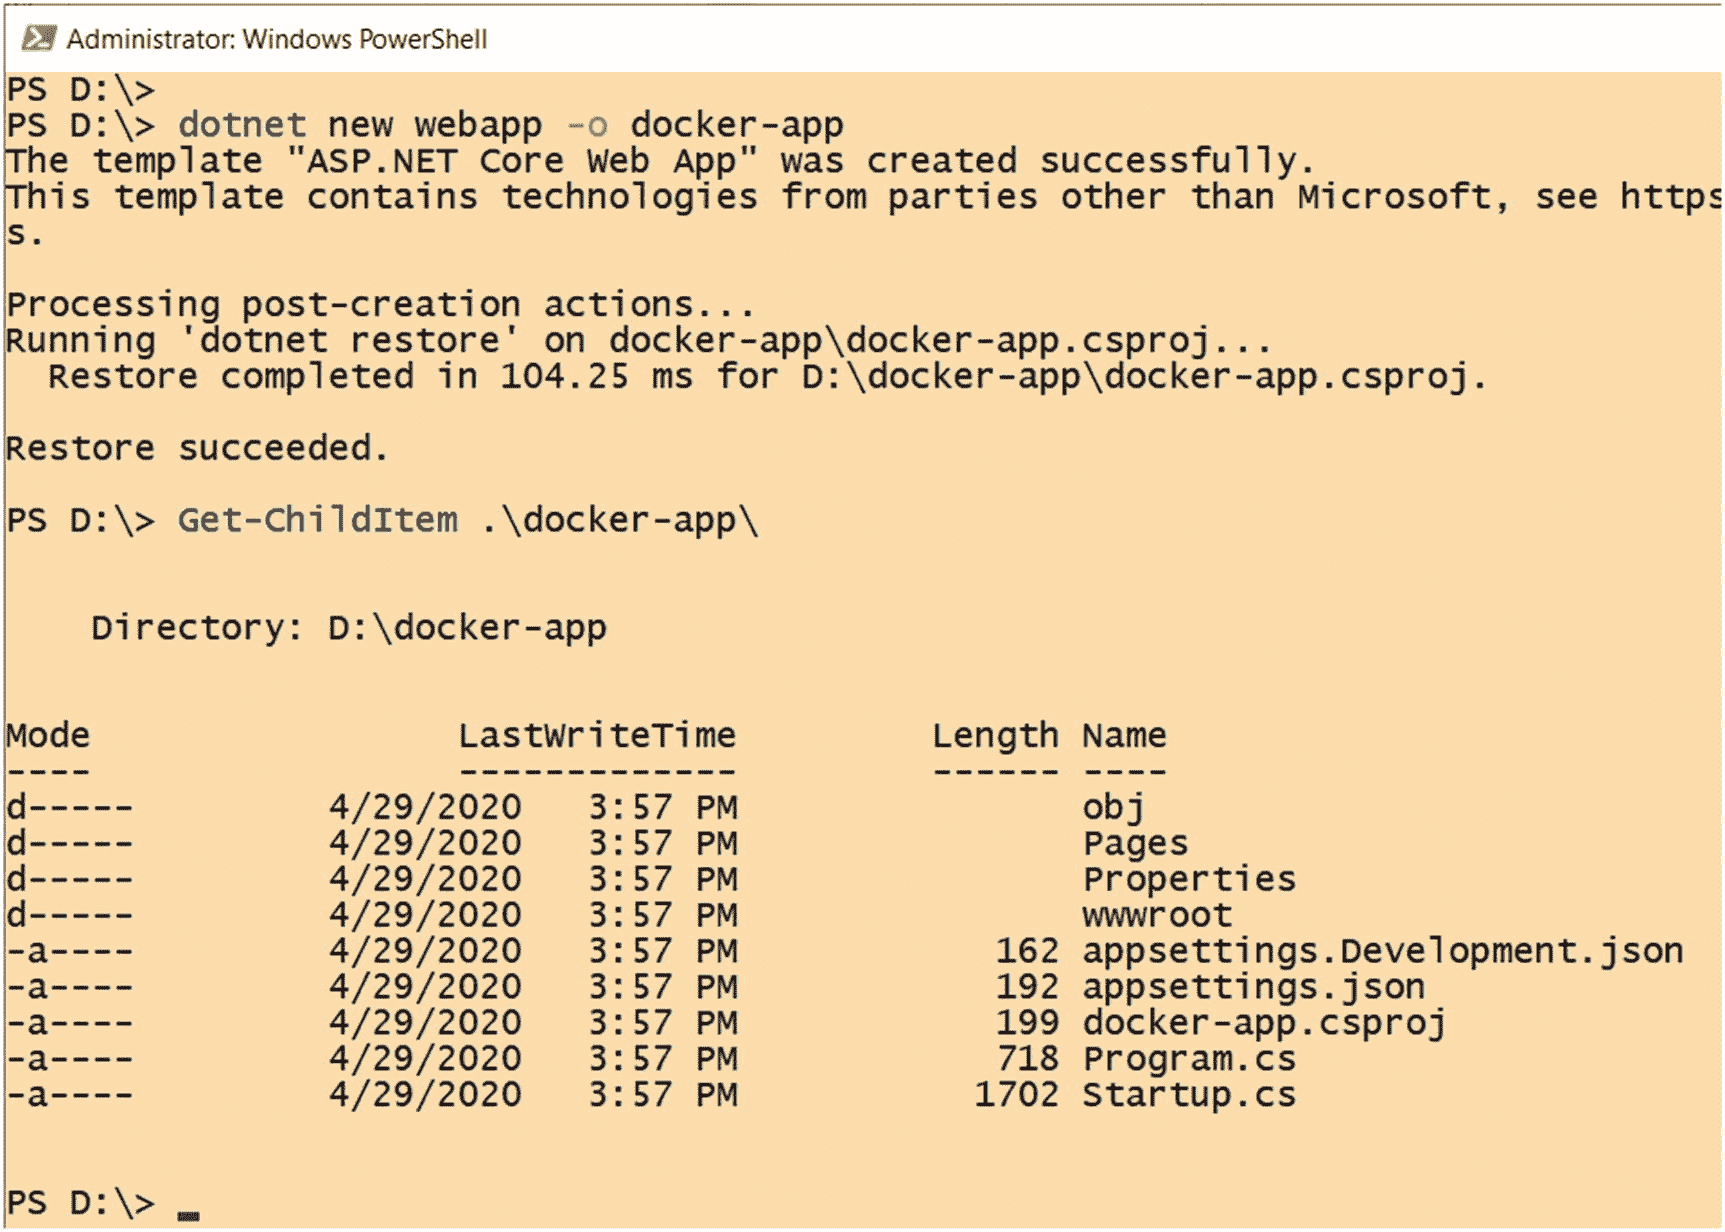 Administrator: Windows PowerShell
PS D:\>
PS D:\> dotnet new webapp -o docker-app
The template "ASP.NET Core Web App" was created successfully.
This template contains technologies from parties other than Microsoft, see https
s.
Processing post-creation actions...
Running 'dotnet restore' on docker-app\docker-app.csproj...
  Restore completed in 104.25 ms for D:\docker-app\docker-app.csproj.
Restore succeeded.
PS D:\> Get-ChildItem .\docker-app\
    Directory: D:\docker-app
Mode                 LastWriteTime         Length Name
----                 -------------         ------ ----
d-----         4/29/2020   3:57 PM                obj
d-----         4/29/2020   3:57 PM                Pages
d-----         4/29/2020   3:57 PM                Properties
d-----         4/29/2020   3:57 PM                wwwroot
-a----         4/29/2020   3:57 PM            162 appsettings.Development.json
-a----         4/29/2020   3:57 PM            192 appsettings.json
-a----         4/29/2020   3:57 PM            199 docker-app.csproj
-a----         4/29/2020   3:57 PM            718 Program.cs
-a----         4/29/2020   3:57 PM           1702 Startup.cs
PS D:\> _